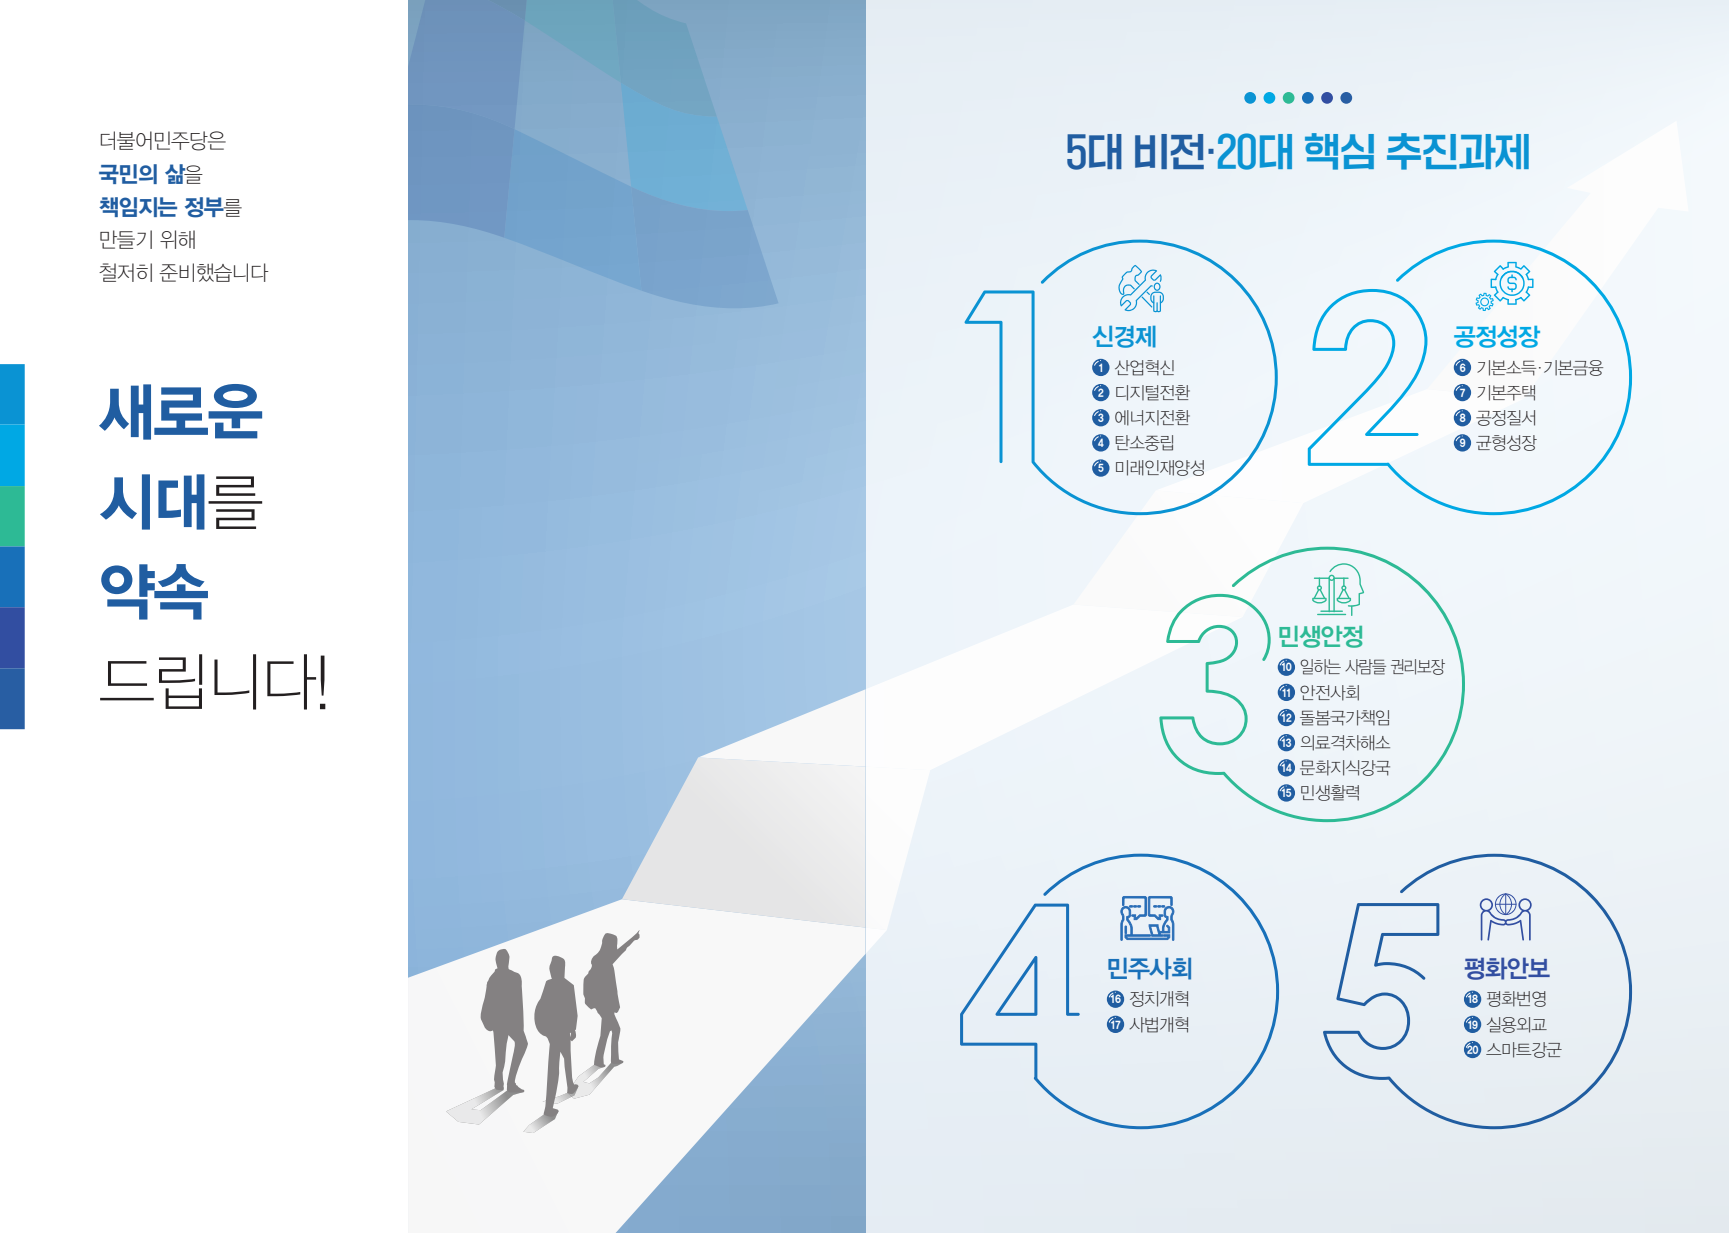 더불어민주당은
국민의 삶을
책임지는 정부를
만들기 위해
철저히 준비했습니다
새로운
시대를
약속
드립니다!
5대 비전·20대 핵심 추진과제
1
신경제
1 산업혁신
2 디지털전환
3 에너지전환
4 탄소중립
5 미래인재양성
2
공정성장
6 기본소득·기본금융
7 기본주택
8 공정질서
9 균형성장
3
민생안정
10 일하는 사람들 권리보장
11 안전사회
12 돌봄국가책임
13 의료격차해소
14 문화지식강국
15 민생활력
4
민주사회
16 정치개혁
17 사법개혁
5
평화안보
18 평화번영
19 실용외교
20 스마트강군